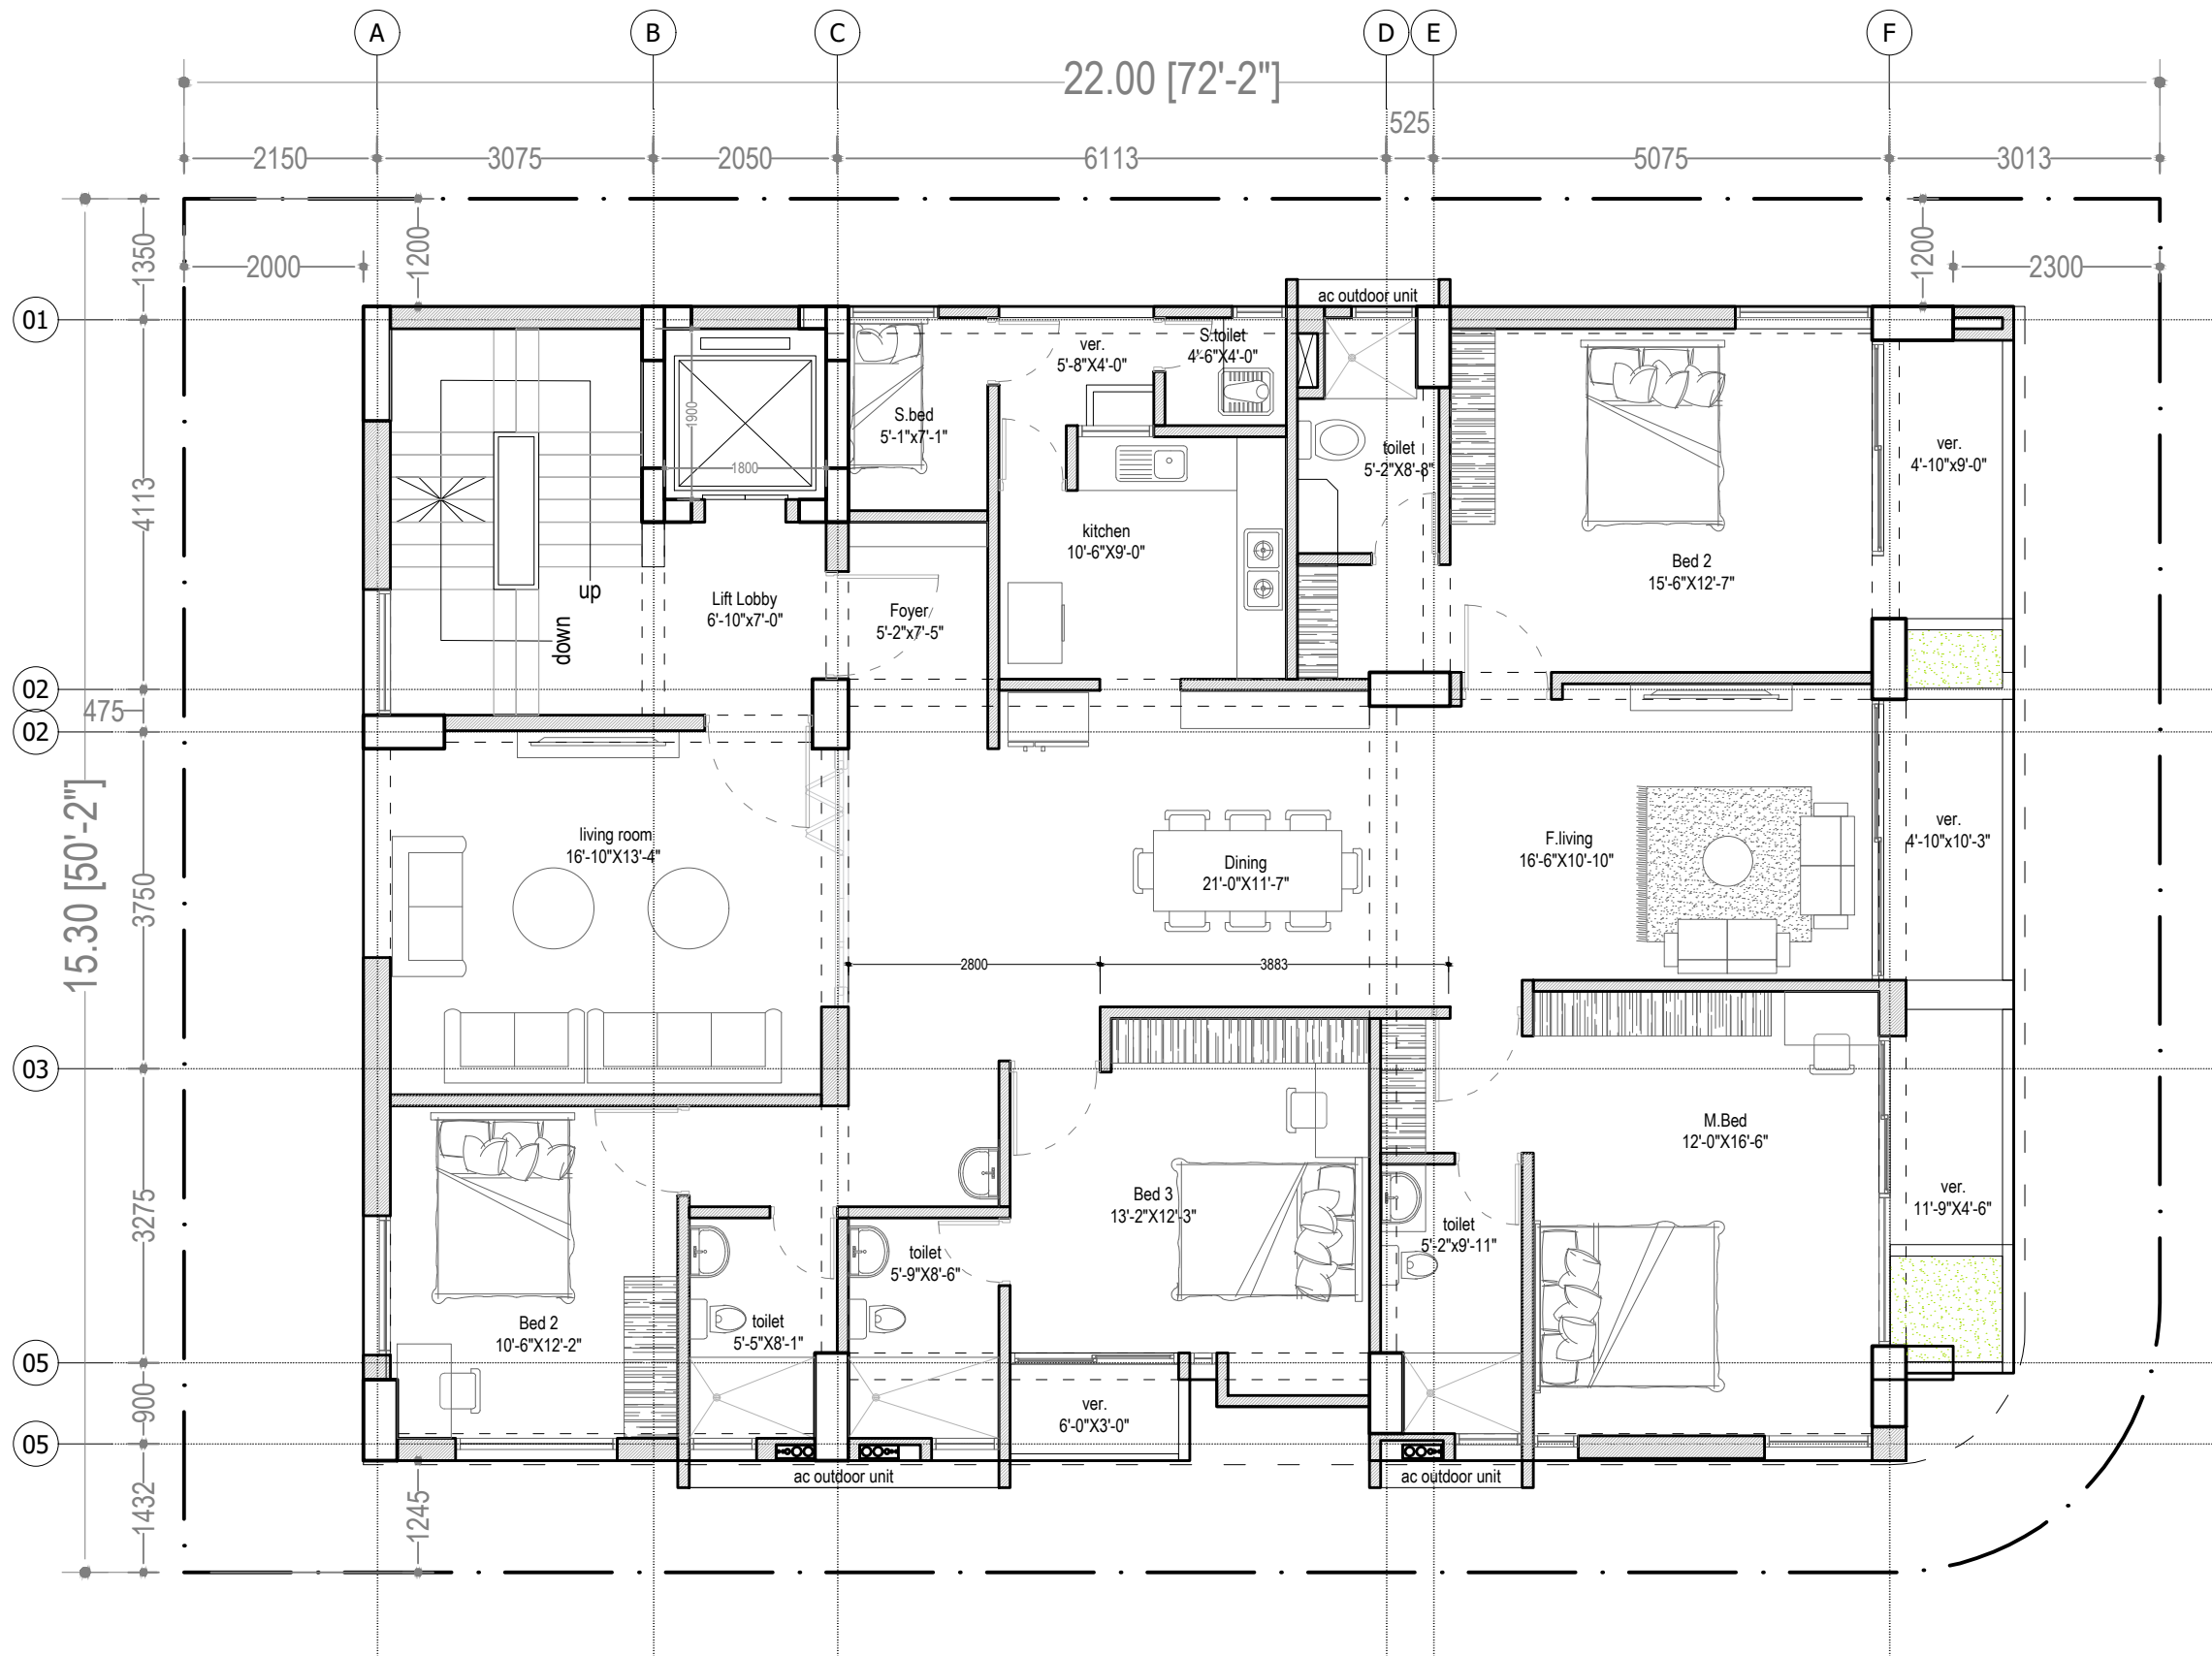 A B C D E F
22.00 [72'-2"]
525
2150 3075 2050 6113 5075 3013
1350
1200
1200
2000
2300
ac outdoor unit
01
ver.
5'-8"X4'-0"
S.toilet
4'-6"X4'-0"
1900
S.bed
5'-1"x7'-1"
toilet
5'-2"X8'-8"
ver.
4'-10"x9'-0"
1800
4113
kitchen
10'-6"X9'-0"
Bed 2
15'-6"X12'-7"
up
down
Lift Lobby
6'-10"x7'-0"
Foyer
5'-2"x7'-5"
02
475
02
15.30 [50'-2"]
3750
living room
16'-10"X13'-4"
Dining
21'-0"X11'-7"
F.living
16'-6"X10'-10"
ver.
4'-10"x10'-3"
2800
3883
03
M.Bed
12'-0"X16'-6"
3275
Bed 3
13'-2"X12'-3"
ver.
11'-9"X4'-6"
toilet
5'-9"X8'-6"
toilet
5'-2"x9'-11"
Bed 2
10'-6"X12'-2"
toilet
5'-5"X8'-1"
05
900
ver.
6'-0"X3'-0"
05
ac outdoor unit
ac outdoor unit
1432
1245